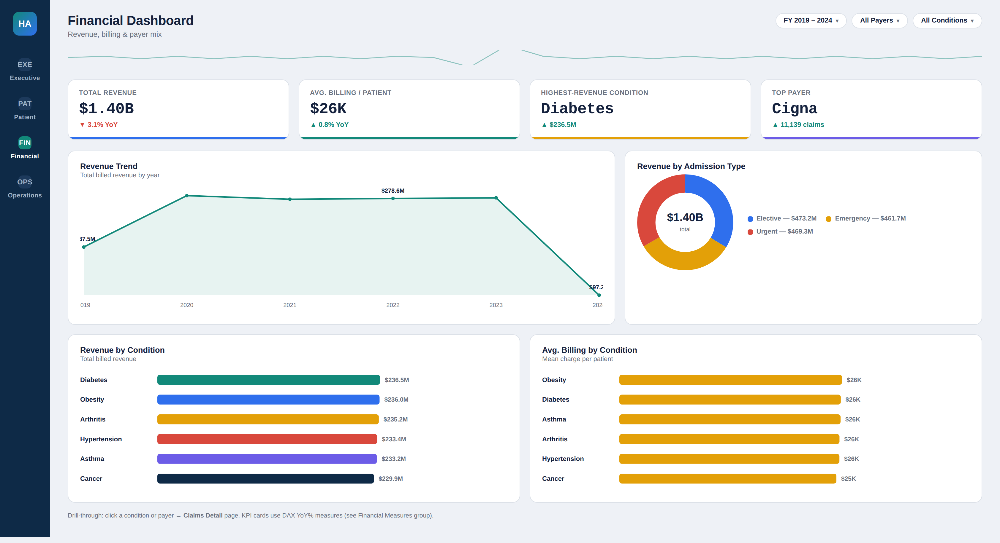 HA
EXE
Executive
PAT
Patient
FIN
Financial
OPS
Operations
Financial Dashboard
Revenue, billing & payer mix
FY 2019 – 2024 ▾
All Payers ▾
All Conditions ▾
TOTAL REVENUE
$1.40B
▼ 3.1% YoY
AVG. BILLING / PATIENT
$26K
▲ 0.8% YoY
HIGHEST-REVENUE CONDITION
Diabetes
▲ $236.5M
TOP PAYER
Cigna
▲ 11,139 claims
Revenue Trend
Total billed revenue by year
$278.6M
37.5M
$97.2
019 2020 2021 2022 2023 202
Revenue by Admission Type
$1.40B
total
Elective — $473.2M Emergency — $461.7M
Urgent — $469.3M
Revenue by Condition
Total billed revenue
Diabetes $236.5M
Obesity $236.0M
Arthritis $235.2M
Hypertension $233.4M
Asthma $233.2M
Cancer $229.9M
Avg. Billing by Condition
Mean charge per patient
Obesity $26K
Diabetes $26K
Asthma $26K
Arthritis $26K
Hypertension $26K
Cancer $25K
Drill-through: click a condition or payer → Claims Detail page. KPI cards use DAX YoY% measures (see Financial Measures group).